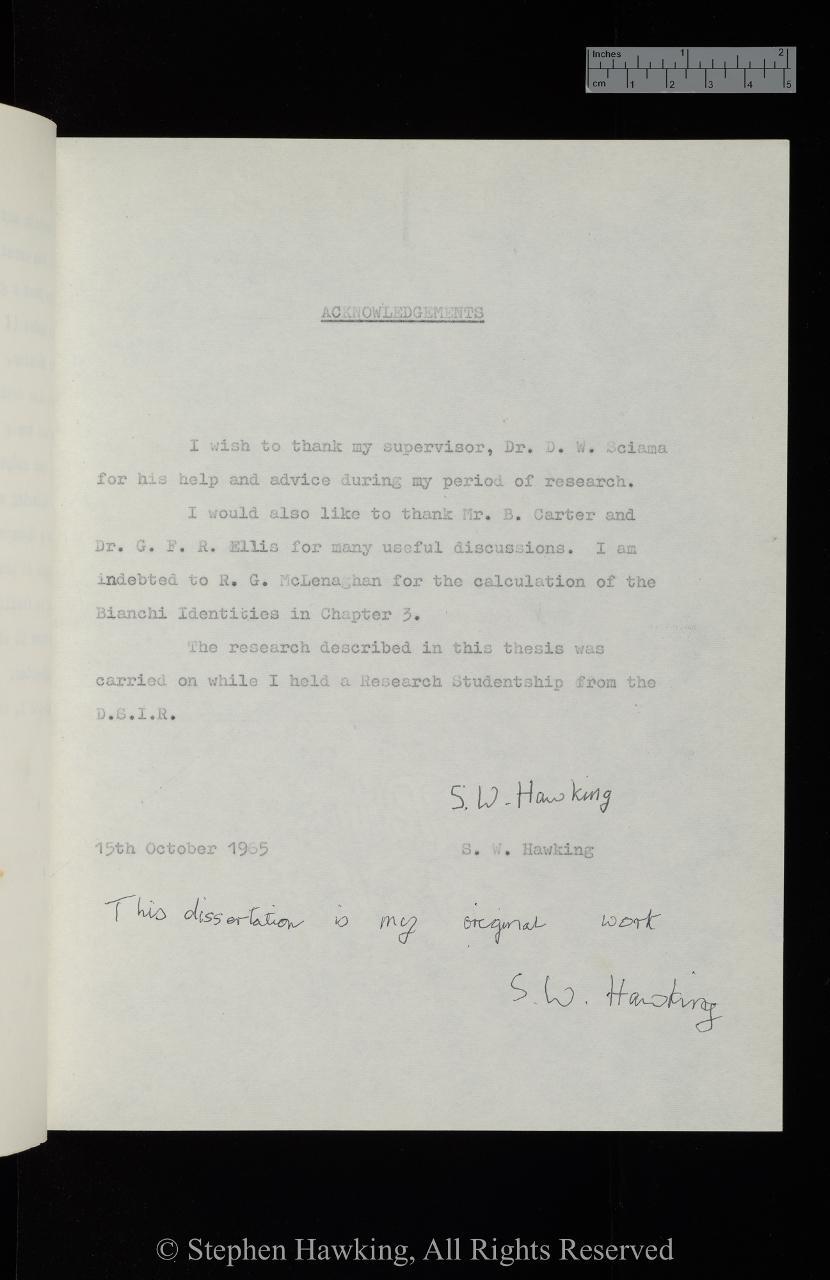 Inches 1 2
cm 1 2 3 4 5
ACKNOWLEDGEMENTS
I wish to thank my supervisor, Dr. D. W. Sciama
for his help and advice during my period of research.
I would also like to thank Mr. B. Carter and
Dr. G. F. R. Ellis for many useful discussions. I am
indebted to R. G. McLenaghan for the calculation of the
Bianchi Identities in Chapter 3.
The research described in this thesis was
carried on while I held a Research Studentship from the
D.S.I.R.
S. W. Hawking
15th October 1965 S. W. Hawking
This dissertation is my original work
S. W. Hawking
© Stephen Hawking, All Rights Reserved